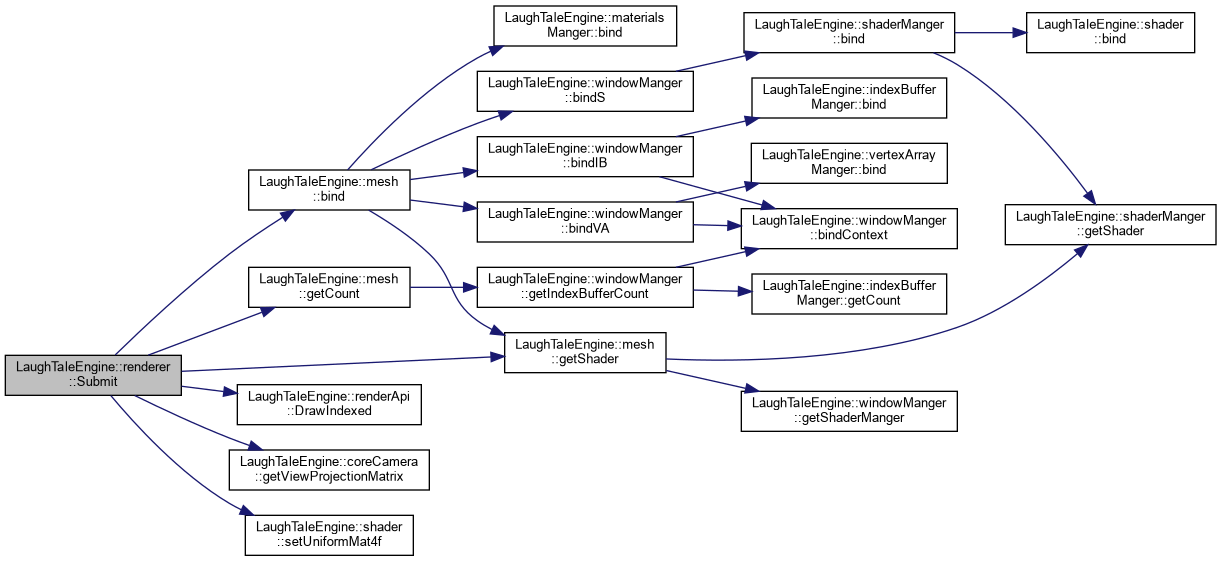 LaughTaleEngine::renderer
::Submit
LaughTaleEngine::mesh
::bind
LaughTaleEngine::materials
Manger::bind
LaughTaleEngine::windowManger
::bindS
LaughTaleEngine::shaderManger
::bind
LaughTaleEngine::shader
::bind
LaughTaleEngine::windowManger
::bindIB
LaughTaleEngine::indexBuffer
Manger::bind
LaughTaleEngine::windowManger
::bindVA
LaughTaleEngine::vertexArray
Manger::bind
LaughTaleEngine::windowManger
::bindContext
LaughTaleEngine::shaderManger
::getShader
LaughTaleEngine::mesh
::getCount
LaughTaleEngine::windowManger
::getIndexBufferCount
LaughTaleEngine::indexBuffer
Manger::getCount
LaughTaleEngine::mesh
::getShader
LaughTaleEngine::windowManger
::getShaderManger
LaughTaleEngine::renderApi
::DrawIndexed
LaughTaleEngine::coreCamera
::getViewProjectionMatrix
LaughTaleEngine::shader
::setUniformMat4f